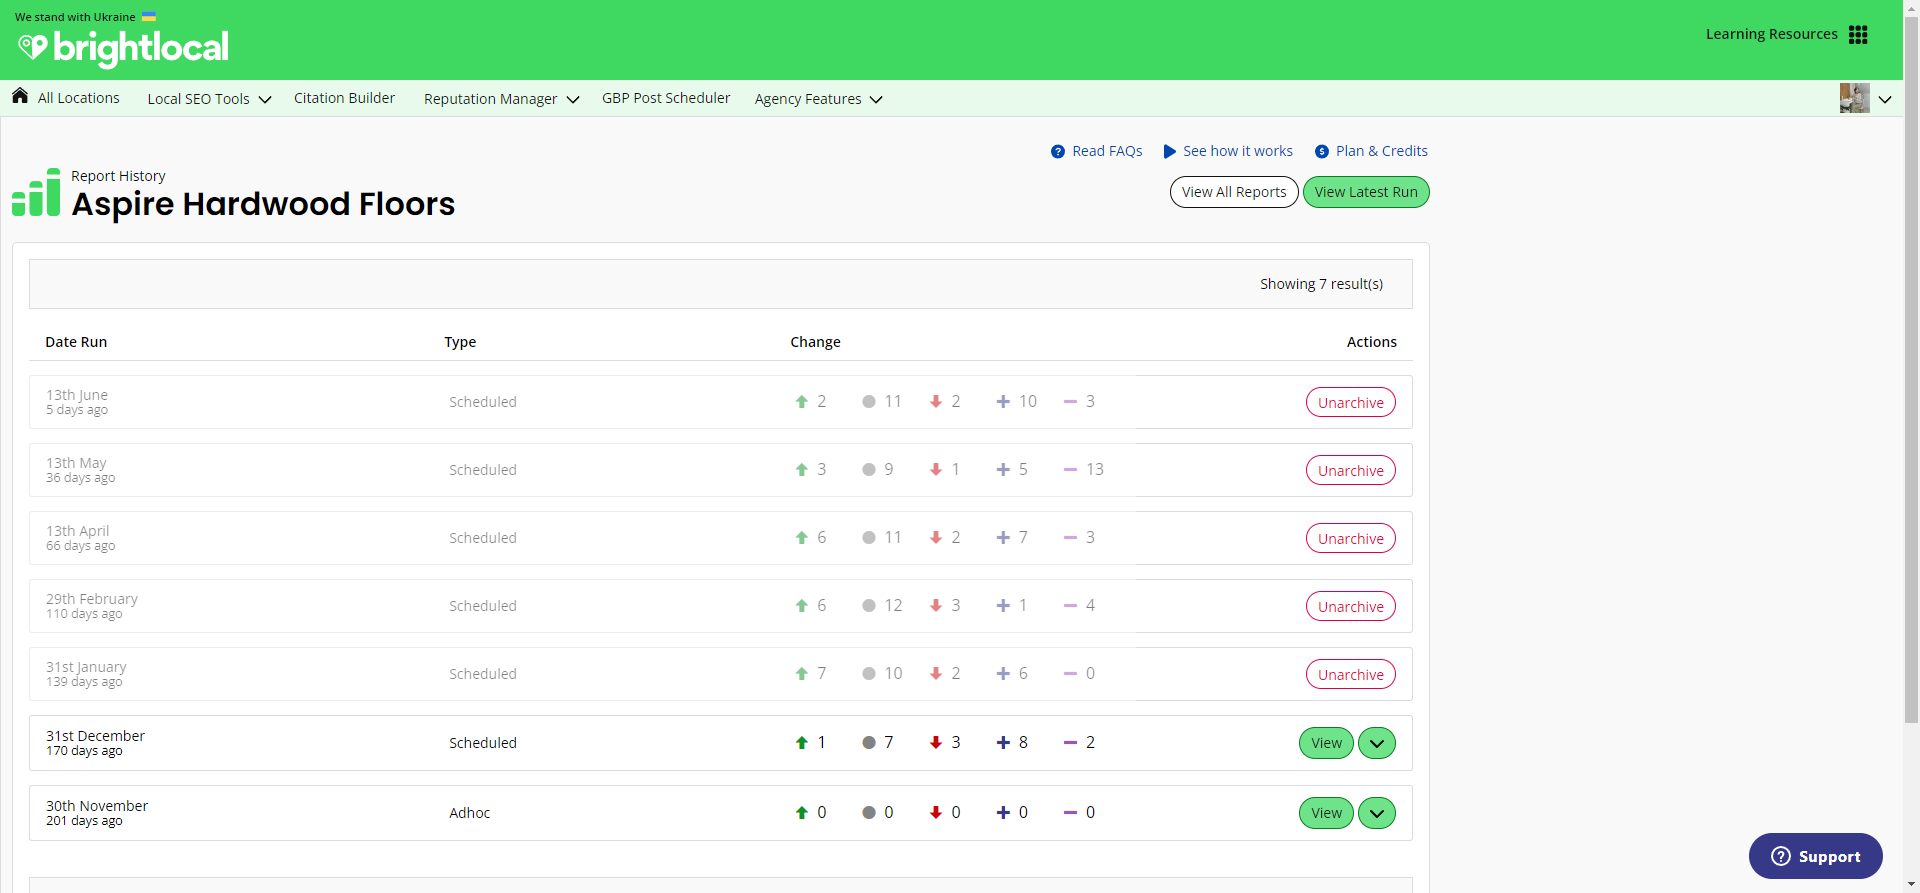 We stand with Ukraine
brightlocal
Learning Resources
All Locations Local SEO Tools Citation Builder Reputation Manager GBP Post Scheduler Agency Features
Read FAQs See how it works Plan & Credits
Report History
Aspire Hardwood Floors
View All Reports View Latest Run
Showing 7 result(s)
Date Run Type Change Actions
13th June
5 days ago
Scheduled 2 11 2 10 3 Unarchive
13th May
36 days ago
Scheduled 3 9 1 5 13 Unarchive
13th April
66 days ago
Scheduled 6 11 2 7 3 Unarchive
29th February
110 days ago
Scheduled 6 12 3 1 4 Unarchive
31st January
139 days ago
Scheduled 7 10 2 6 0 Unarchive
31st December
170 days ago
Scheduled 1 7 3 8 2 View
30th November
201 days ago
Adhoc 0 0 0 0 0 View
Support